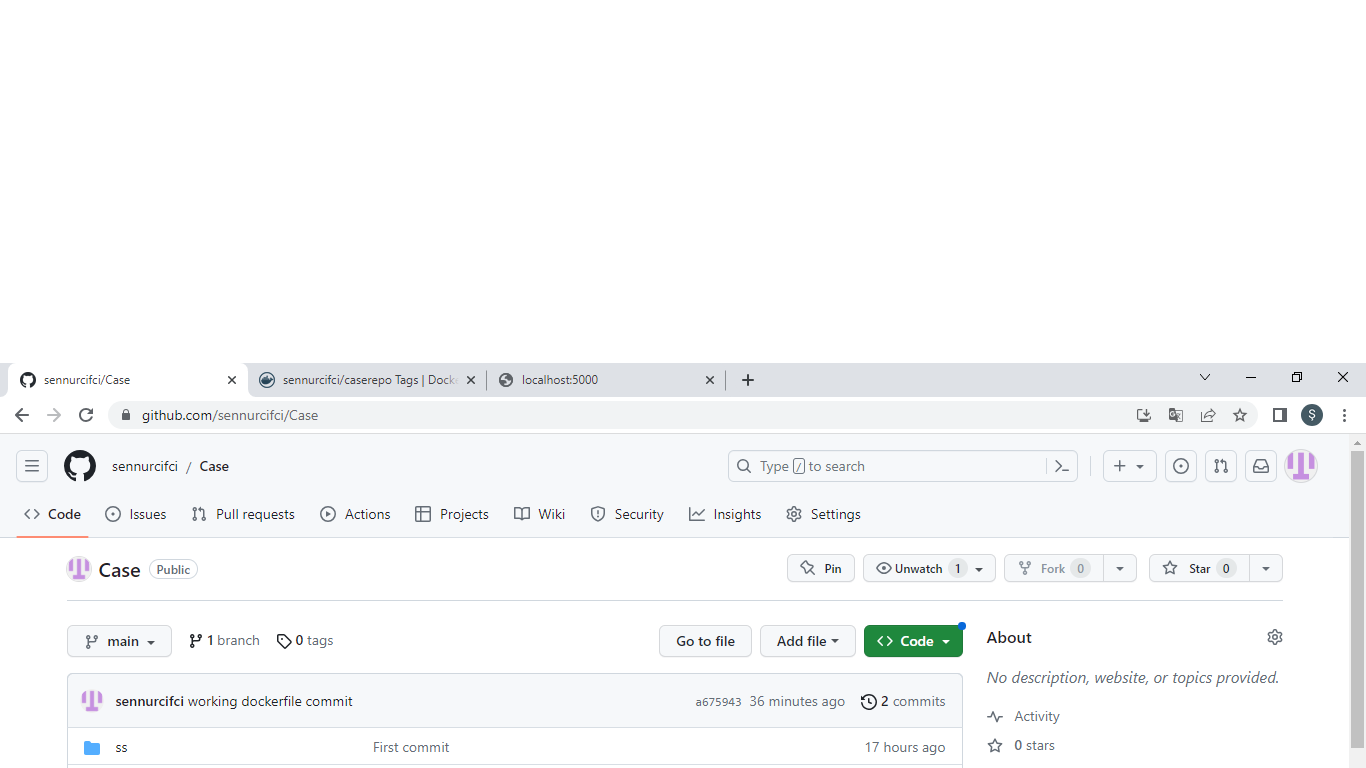 sennurcifci/Case sennurcifci/caserepo Tags | Dock localhost:5000
github.com/sennurcifci/Case S
sennurcifci / Case Type / to search
Code Issues Pull requests Actions Projects Wiki Security Insights Settings
Case Public Pin Unwatch 1 Fork 0 Star 0
main 1 branch 0 tags Go to file Add file Code About
No description, website, or topics provided.
sennurcifci working dockerfile commit a675943 36 minutes ago 2 commits
Activity
ss First commit 17 hours ago 0 stars